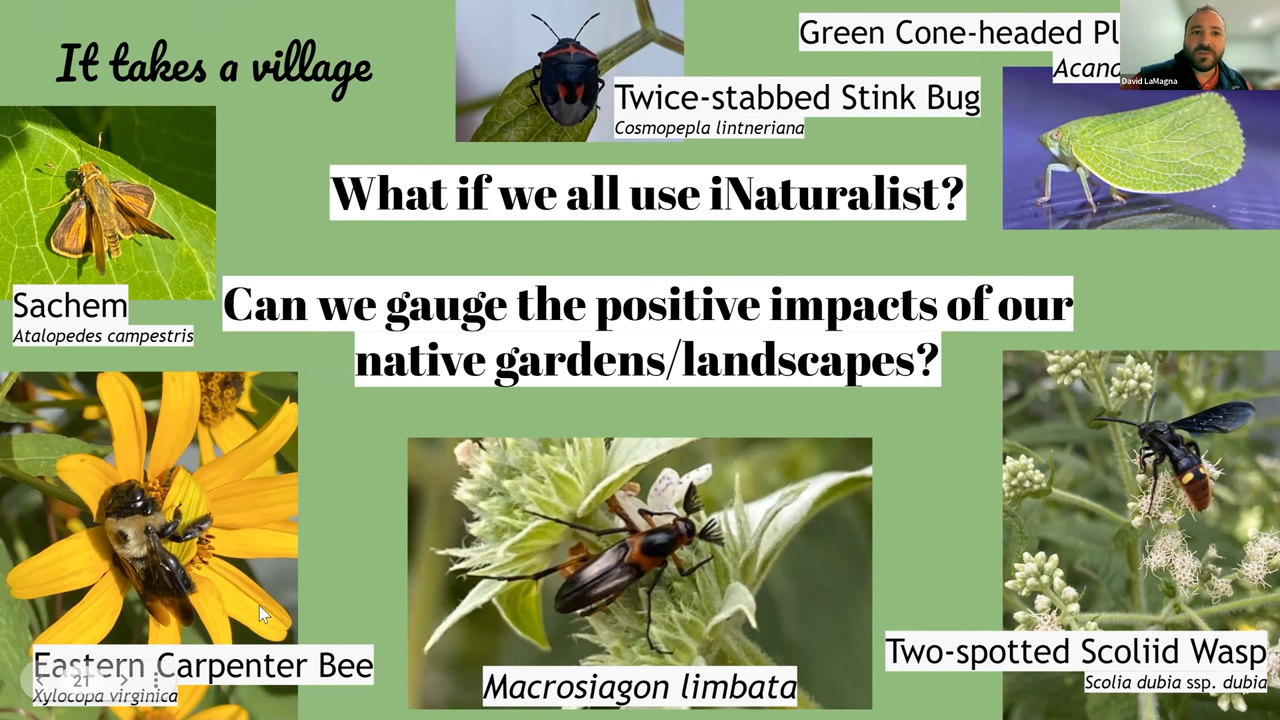 It takes a village
Green Cone-headed Pl
Acana
David LaMagna
Twice-stabbed Stink Bug
Cosmopepla lintneriana
What if we all use iNaturalist?
Sachem
Atalopedes campestris
Can we gauge the positive impacts of our
native gardens/landscapes?
Eastern Carpenter Bee
Xylocopa virginica
21
Macrosiagon limbata
Two-spotted Scoliid Wasp
Scolia dubia ssp. dubia